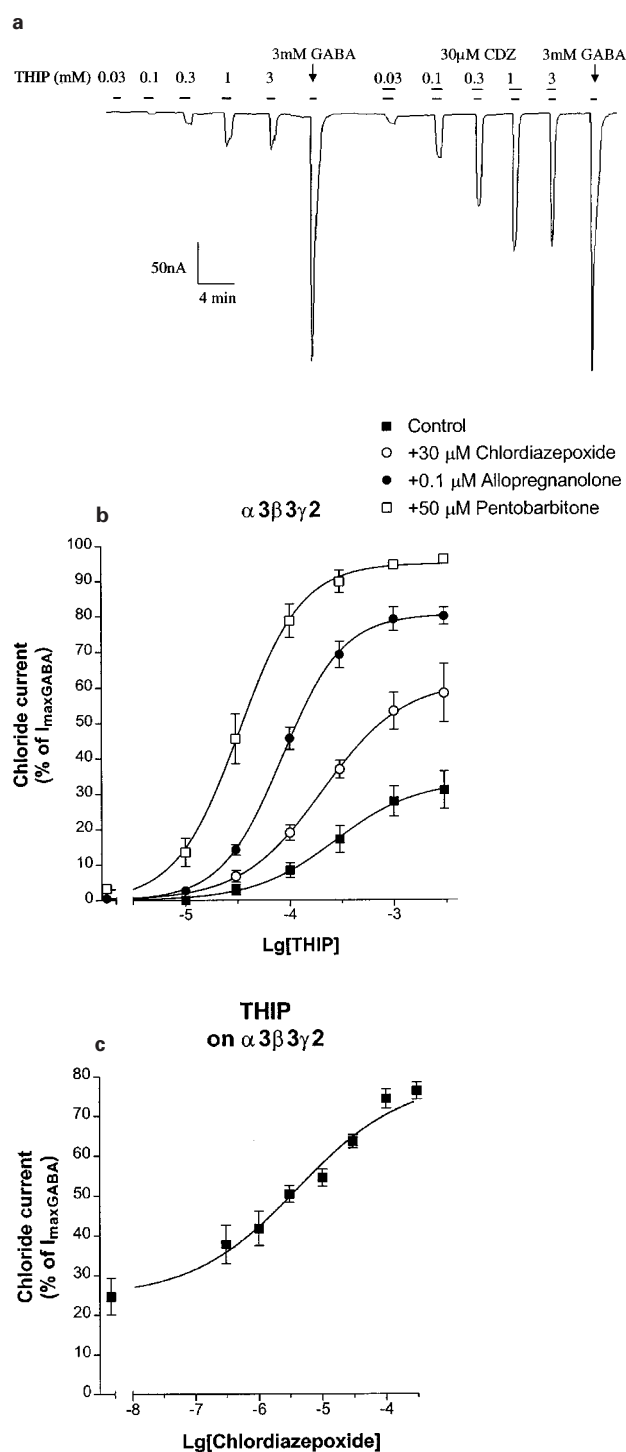 a
3mM GABA 30µM CDZ 3mM GABA
THIP (mM) 0.03 0.1 0.3 1 3 0.03 0.1 0.3 1 3
50nA
4 min
Control
+30 µM Chlordiazepoxide
+0.1 µM Allopregnanolone
+50 µM Pentobarbitone
b
α3β3γ2
100
90
80
70
60
50
40
30
20
10
0
Chloride current
(% of ImaxGABA)
-5 -4 -3
Lg[THIP]
THIP
on α3β3γ2
c
80
70
60
50
40
30
20
10
0
Chloride current
(% of ImaxGABA)
-8 -7 -6 -5 -4
Lg[Chlordiazepoxide]